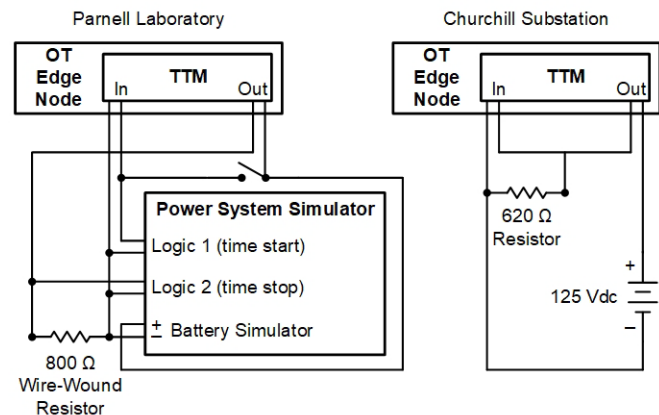 Parnell Laboratory
OT
Edge
Node
TTM
In
Out
Power System Simulator
Logic 1 (time start)
Logic 2 (time stop)
+
−
Battery Simulator
800 Ω
Wire-Wound
Resistor
Churchill Substation
OT
Edge
Node
TTM
In
Out
620 Ω
Resistor
+
125 Vdc
−